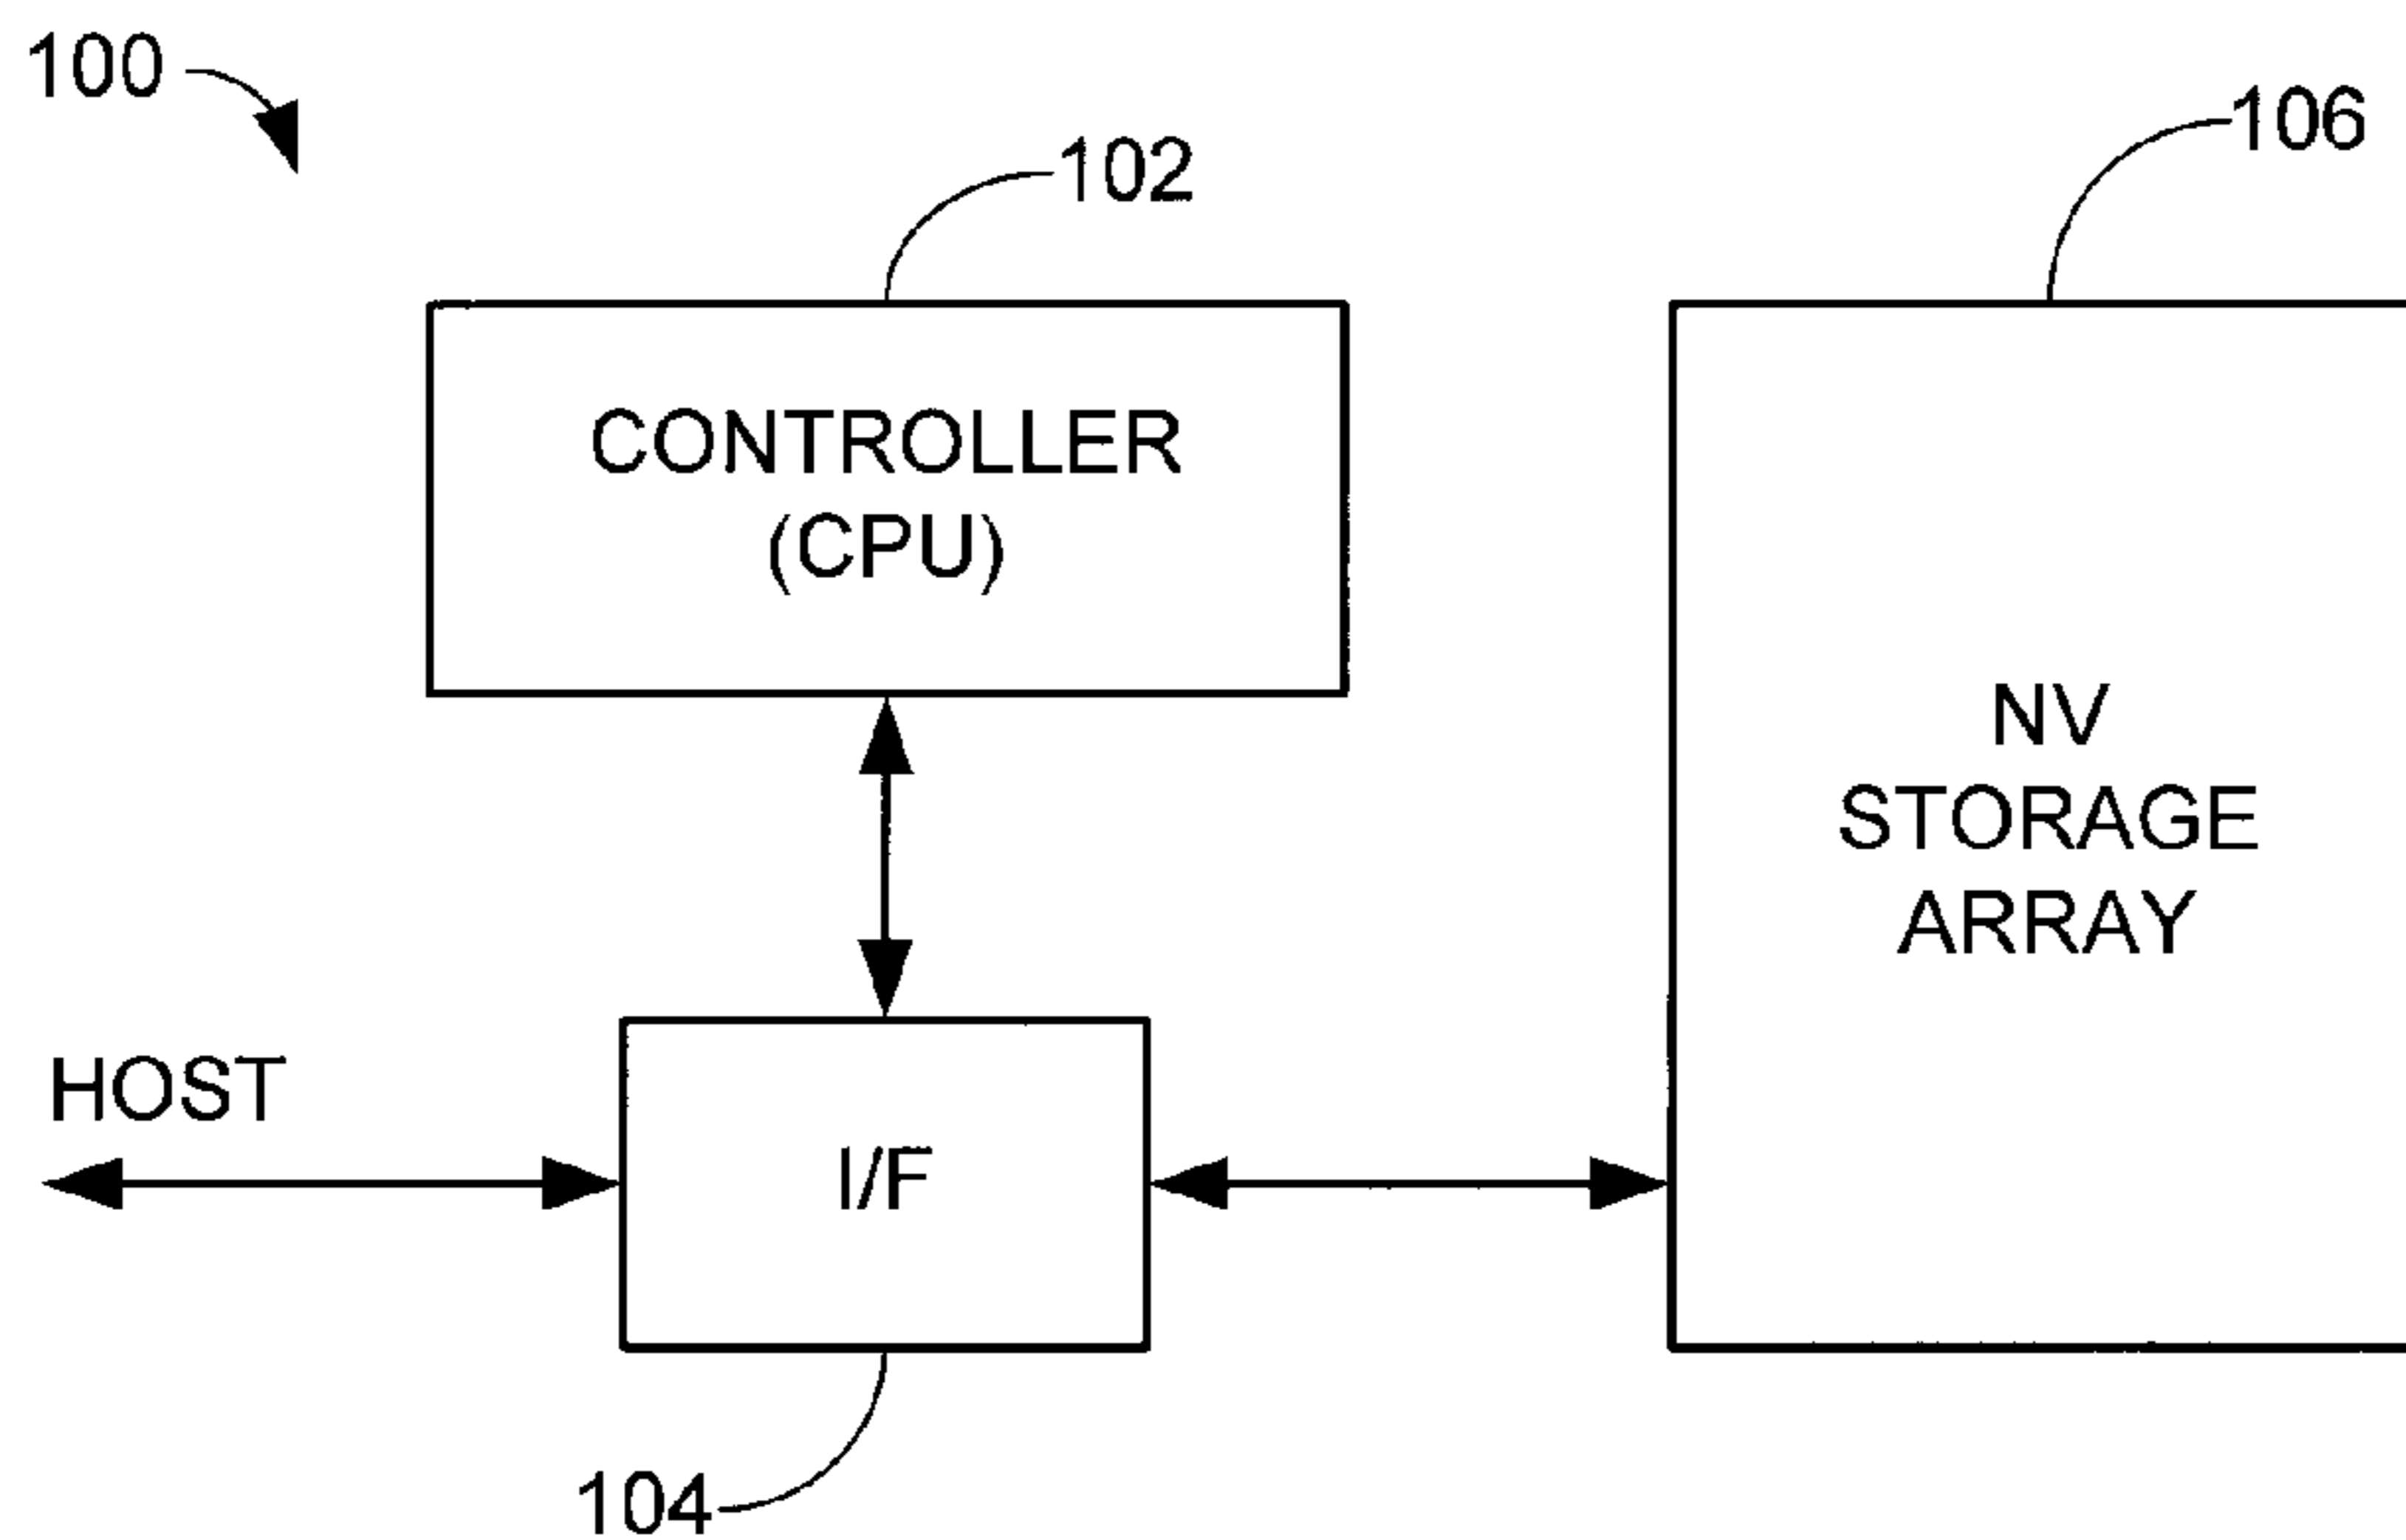 100
102
106
CONTROLLER
(CPU)
NV
STORAGE
ARRAY
HOST
I/F
104